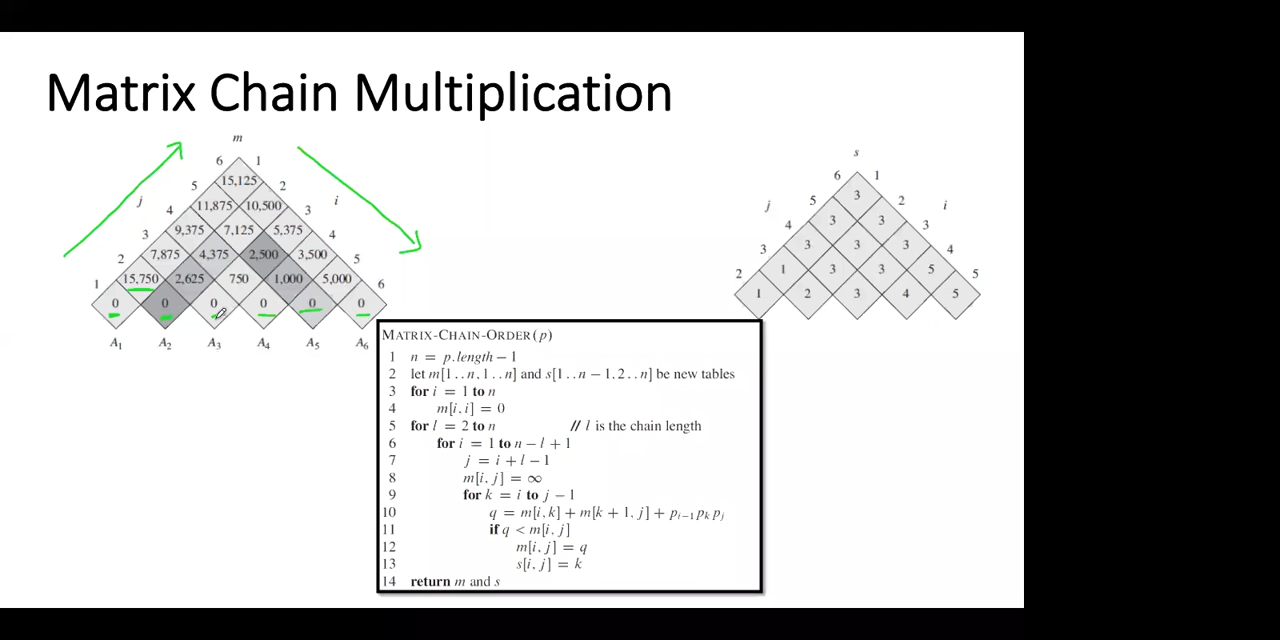 Matrix Chain Multiplication
m
6 1
5 15,125 2
j 4 11,875 10,500 3 i
3 9,375 7,125 5,375 4
2 7,875 4,375 2,500 3,500 5
1 15,750 2,625 750 1,000 5,000 6
0 0 0 0 0 0
A1 A2 A3 A4 A5 A6
s
6 1
5 3 2
j 4 3 3 3 i
3 3 3 3 4
2 1 3 3 5 5
1 2 3 4 5
MATRIX-CHAIN-ORDER(p)
1 n = p.length − 1
2 let m[1..n, 1..n] and s[1..n − 1, 2..n] be new tables
3 for i = 1 to n
4 m[i, i] = 0
5 for l = 2 to n // l is the chain length
6 for i = 1 to n − l + 1
7 j = i + l − 1
8 m[i, j] = ∞
9 for k = i to j − 1
10 q = m[i, k] + m[k + 1, j] + pi−1 pk pj
11 if q < m[i, j]
12 m[i, j] = q
13 s[i, j] = k
14 return m and s